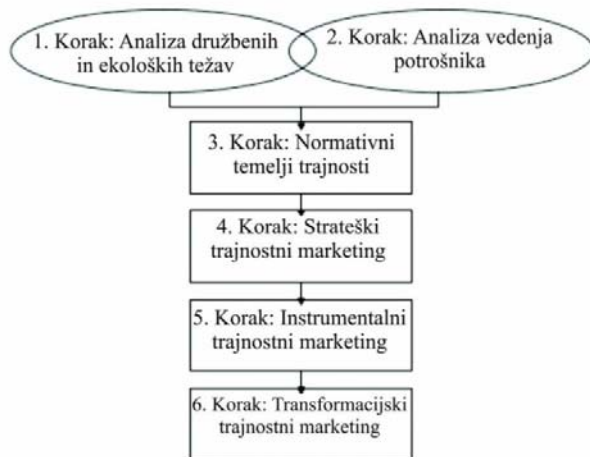 1. Korak: Analiza družbenih
in ekoloških težav
2. Korak: Analiza vedenja
potrošnika
3. Korak: Normativni
temelji trajnosti
4. Korak: Strateški
trajnostni marketing
5. Korak: Instrumentalni
trajnostni marketing
6. Korak: Transformacijski
trajnostni marketing